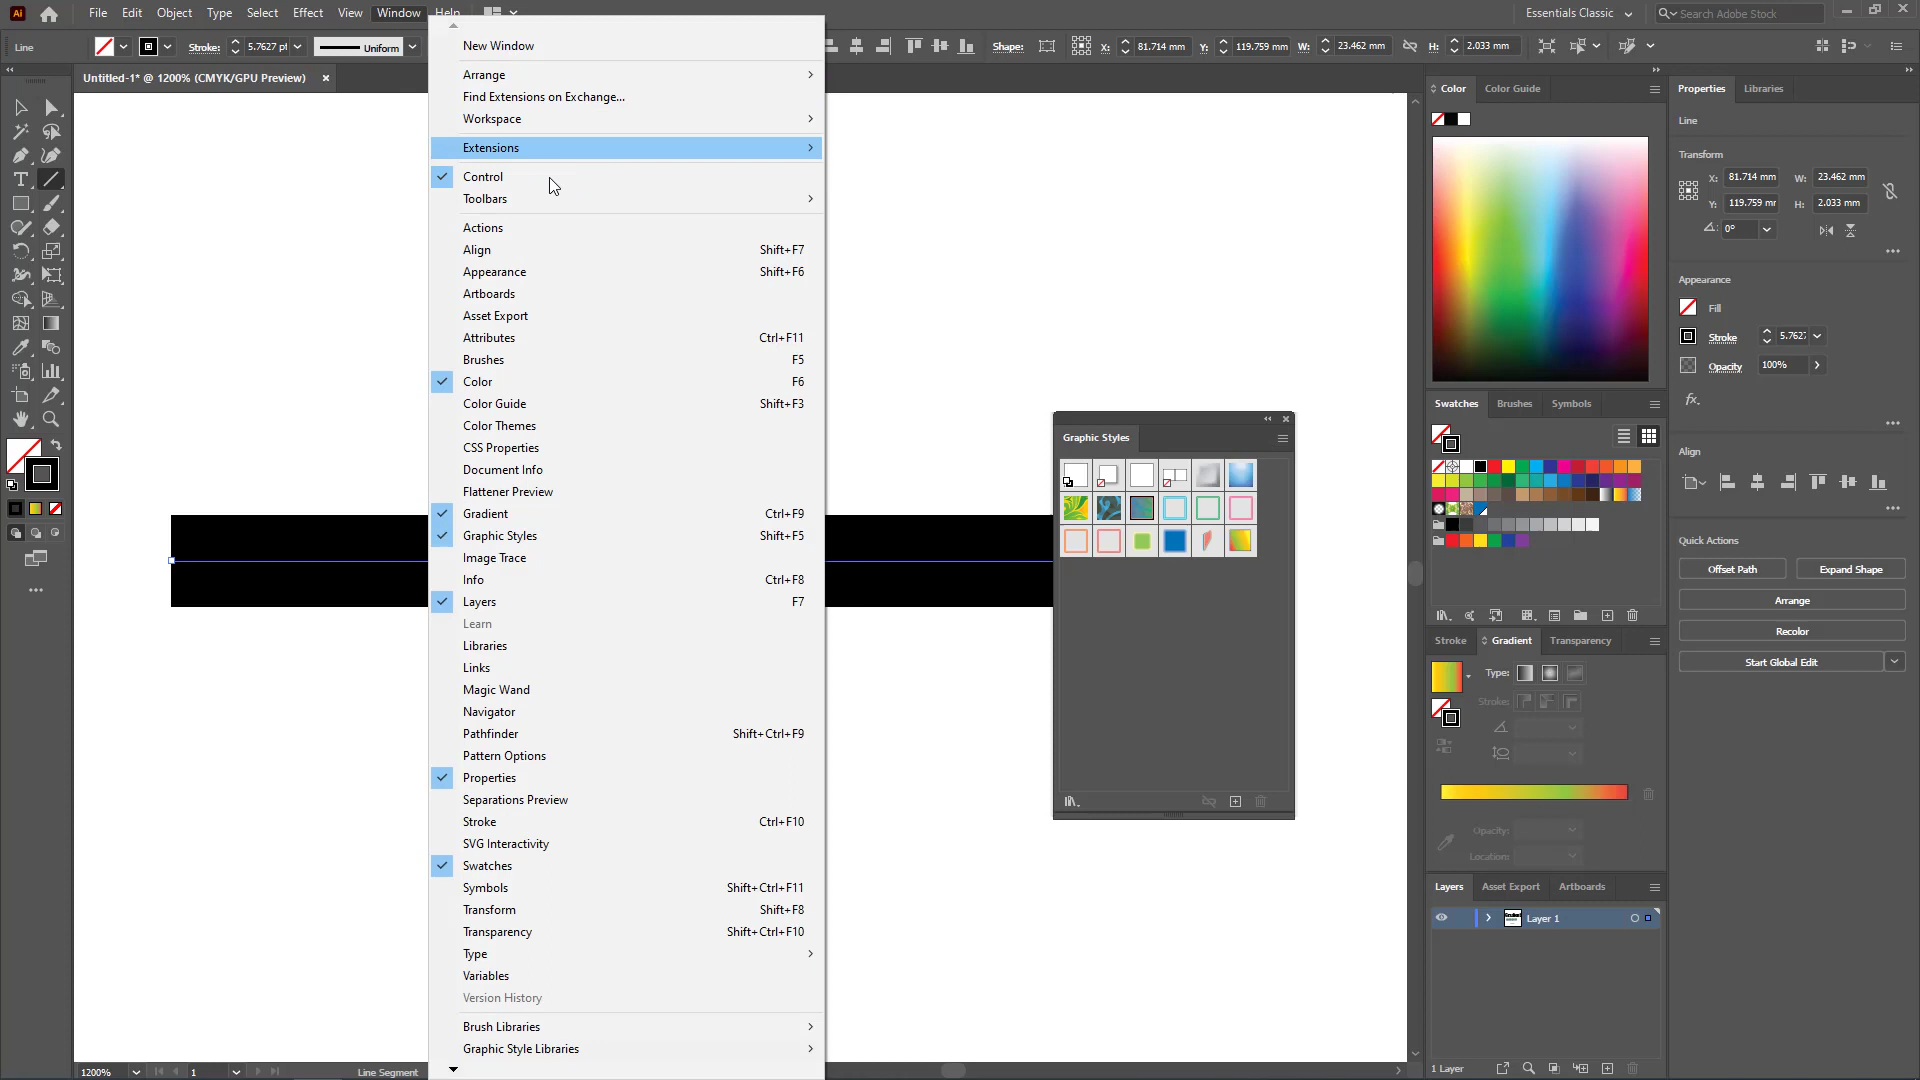 Ai File Edit Object Type Select Effect View Window Help Essentials Classic Search Adobe Stock
Line Stroke: 5.7627 pt Uniform Shape: X: 81.714 mm Y: 119.759 mm W: 23.462 mm H: 2.033 mm
Untitled-1* @ 1200% (CMYK/GPU Preview)
New Window
Arrange
Find Extensions on Exchange...
Workspace
Extensions
Control
Toolbars
Actions
Align Shift+F7
Appearance Shift+F6
Artboards
Asset Export
Attributes Ctrl+F11
Brushes F5
Color F6
Color Guide Shift+F3
Color Themes
CSS Properties
Document Info
Flattener Preview
Gradient Ctrl+F9
Graphic Styles Shift+F5
Image Trace
Info Ctrl+F8
Layers F7
Learn
Libraries
Links
Magic Wand
Navigator
Pathfinder Shift+Ctrl+F9
Pattern Options
Properties
Separations Preview
Stroke Ctrl+F10
SVG Interactivity
Swatches
Symbols Shift+Ctrl+F11
Transform Shift+F8
Transparency Shift+Ctrl+F10
Type
Variables
Version History
Brush Libraries
Graphic Style Libraries
Graphic Styles
Color Color Guide
Swatches Brushes Symbols
Stroke Gradient Transparency
Type:
Stroke:
Opacity:
Location:
Layers Asset Export Artboards
Layer 1
1 Layer
Properties Libraries
Line
Transform
X: 81.714 mm W: 23.462 mm
Y: 119.759 mr H: 2.033 mm
0°
Appearance
Fill
Stroke 5.7627
Opacity 100%
fx.
Align
Quick Actions
Offset Path Expand Shape
Arrange
Recolor
Start Global Edit
1200% 1 Line Segment